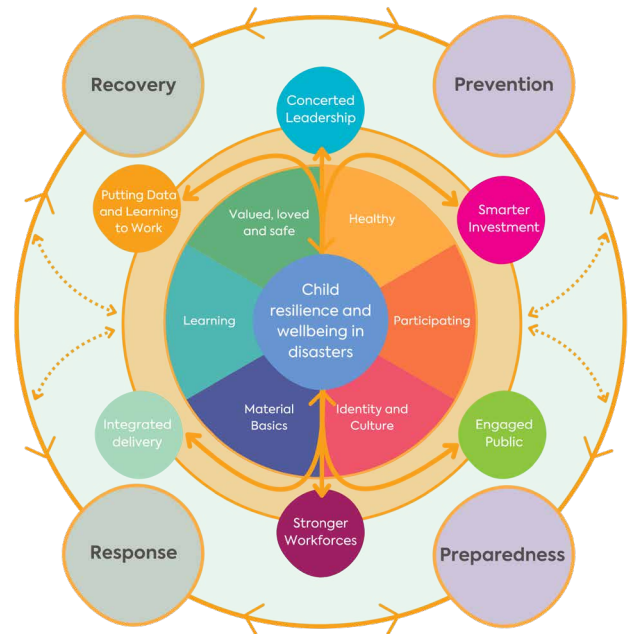 Recovery
Prevention
Concerted
Leadership
Putting Data
and Learning
to Work
Smarter
Investment
Valued, loved
and safe
Healthy
Learning
Child
resilience and
wellbeing in
disasters
Participating
Material
Basics
Identity and
Culture
Integrated
delivery
Engaged
Public
Stronger
Workforces
Response
Preparedness